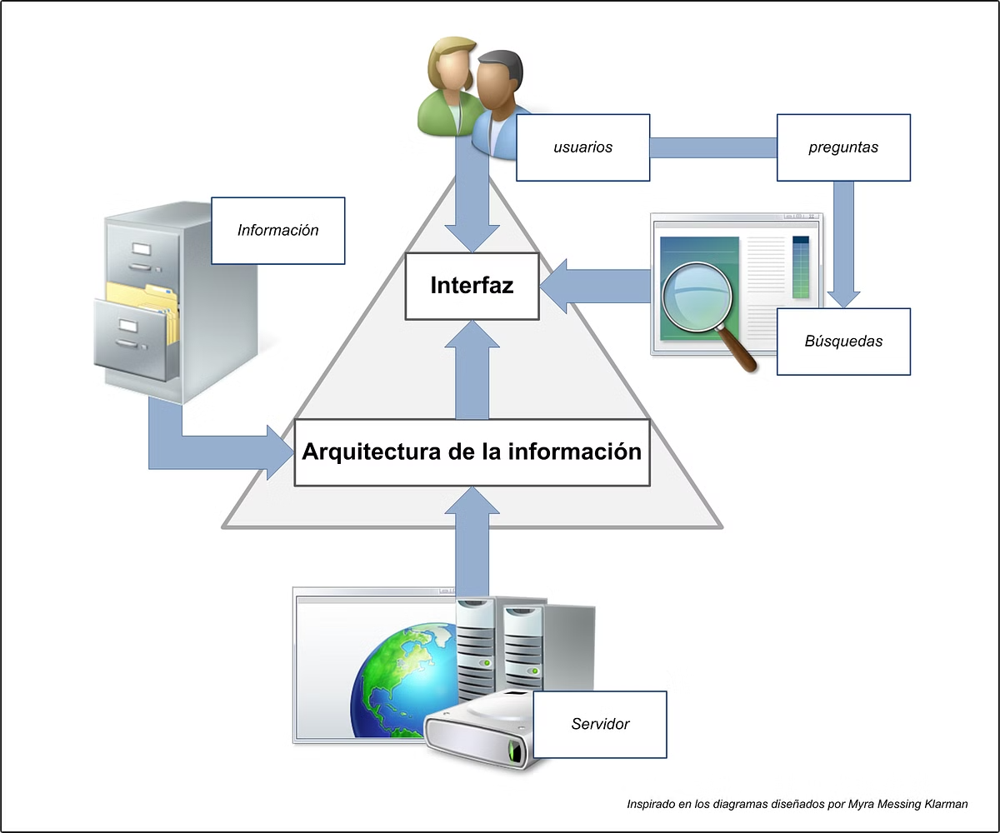 usuarios
preguntas
Información
Interfaz
Búsquedas
Arquitectura de la información
Servidor
Inspirado en los diagramas diseñados por Myra Messing Klarman